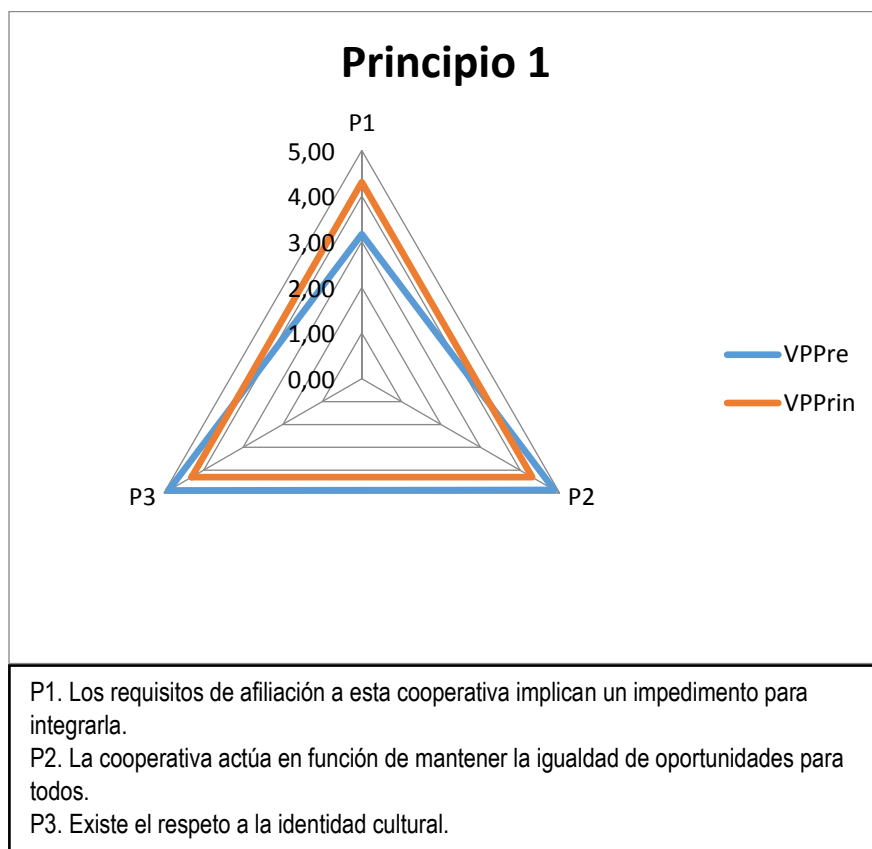 Principio 1
P1
5,00
4,00
3,00
2,00
1,00
0,00
VPPre
VPPrin
P3
P2
P1. Los requisitos de afiliación a esta cooperativa implican un impedimento para
integrarla.
P2. La cooperativa actúa en función de mantener la igualdad de oportunidades para
todos.
P3. Existe el respeto a la identidad cultural.